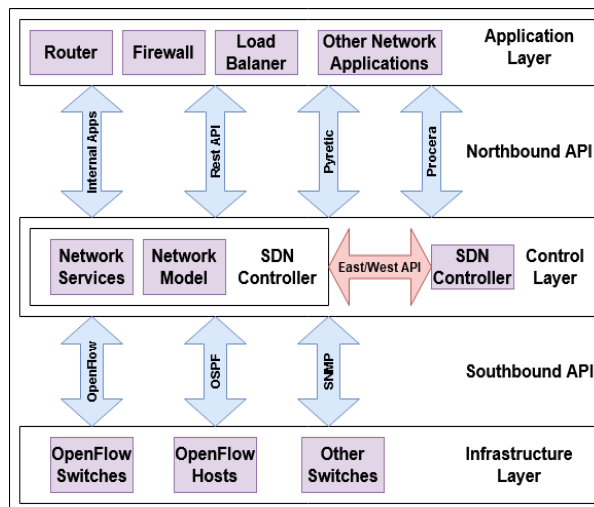 Router
Firewall
Load
Balaner
Other Network
Applications
Application
Layer
Internal Apps
Rest API
Pyretic
Procera
Northbound API
Network
Services
Network
Model
SDN
Controller
East/West API
SDN
Controller
Control
Layer
OpenFlow
OSPF
SNMP
Southbound API
OpenFlow
Switches
OpenFlow
Hosts
Other
Switches
Infrastructure
Layer